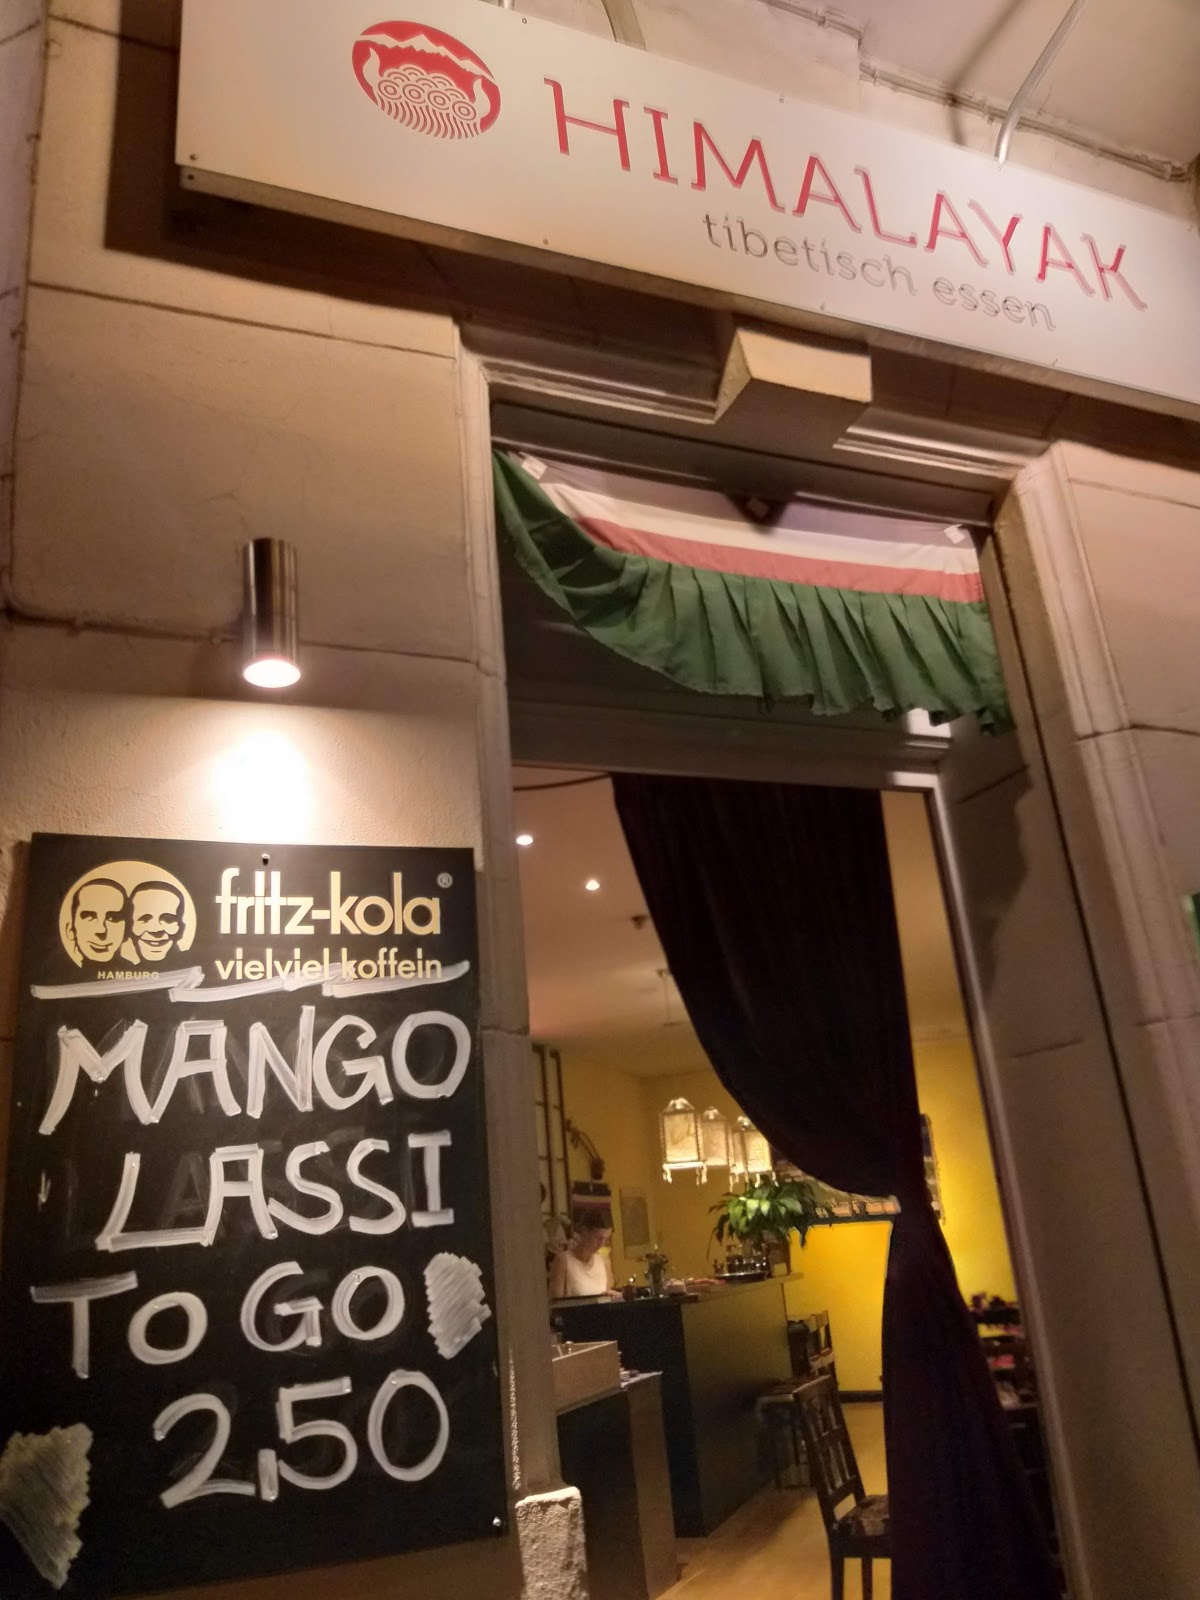 HIMALAYAK
tibetisch essen
fritz-kola®
vielviel koffein
HAMBURG
MANGO
LASSI
TO GO
2,50